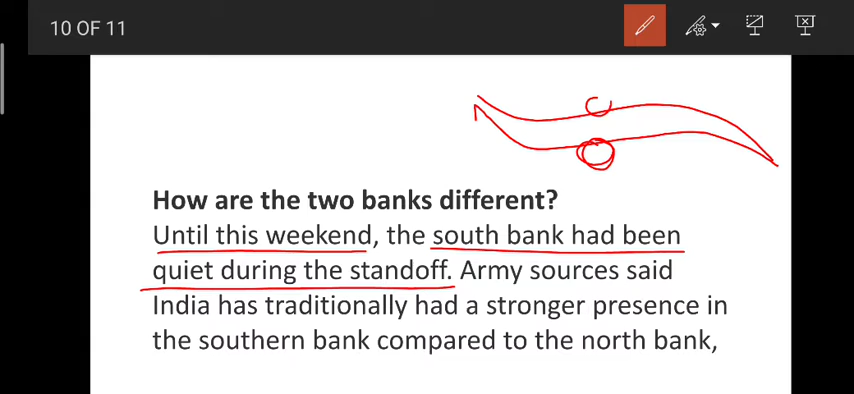 10 OF 11
How are the two banks different?
Until this weekend, the south bank had been
quiet during the standoff. Army sources said
India has traditionally had a stronger presence in
the southern bank compared to the north bank,